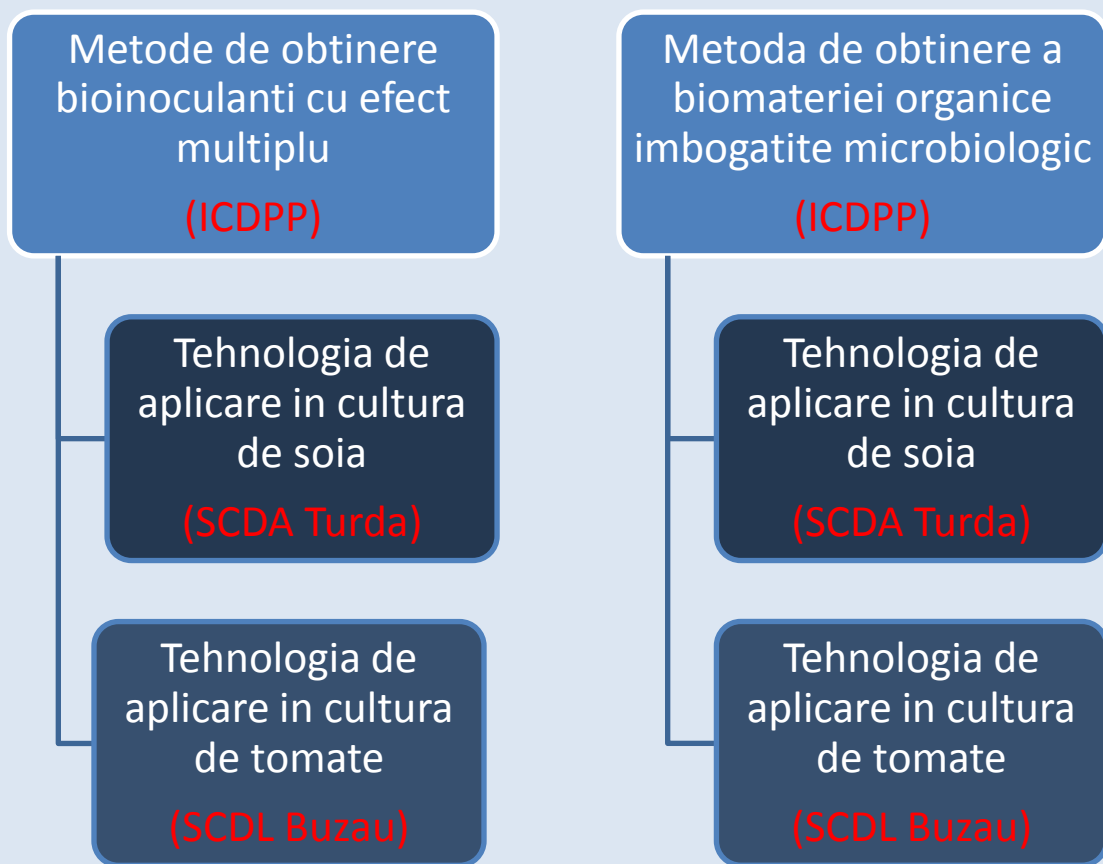 Metode de obtinere
bioinoculanti cu efect
multiplu
(ICDPP)
Tehnologia de
aplicare in cultura
de soia
(SCDA Turda)
Tehnologia de
aplicare in cultura
de tomate
(SCDL Buzau)
Metoda de obtinere a
biomateriei organice
imbogatite microbiologic
(ICDPP)
Tehnologia de
aplicare in cultura
de soia
(SCDA Turda)
Tehnologia de
aplicare in cultura
de tomate
(SCDL Buzau)